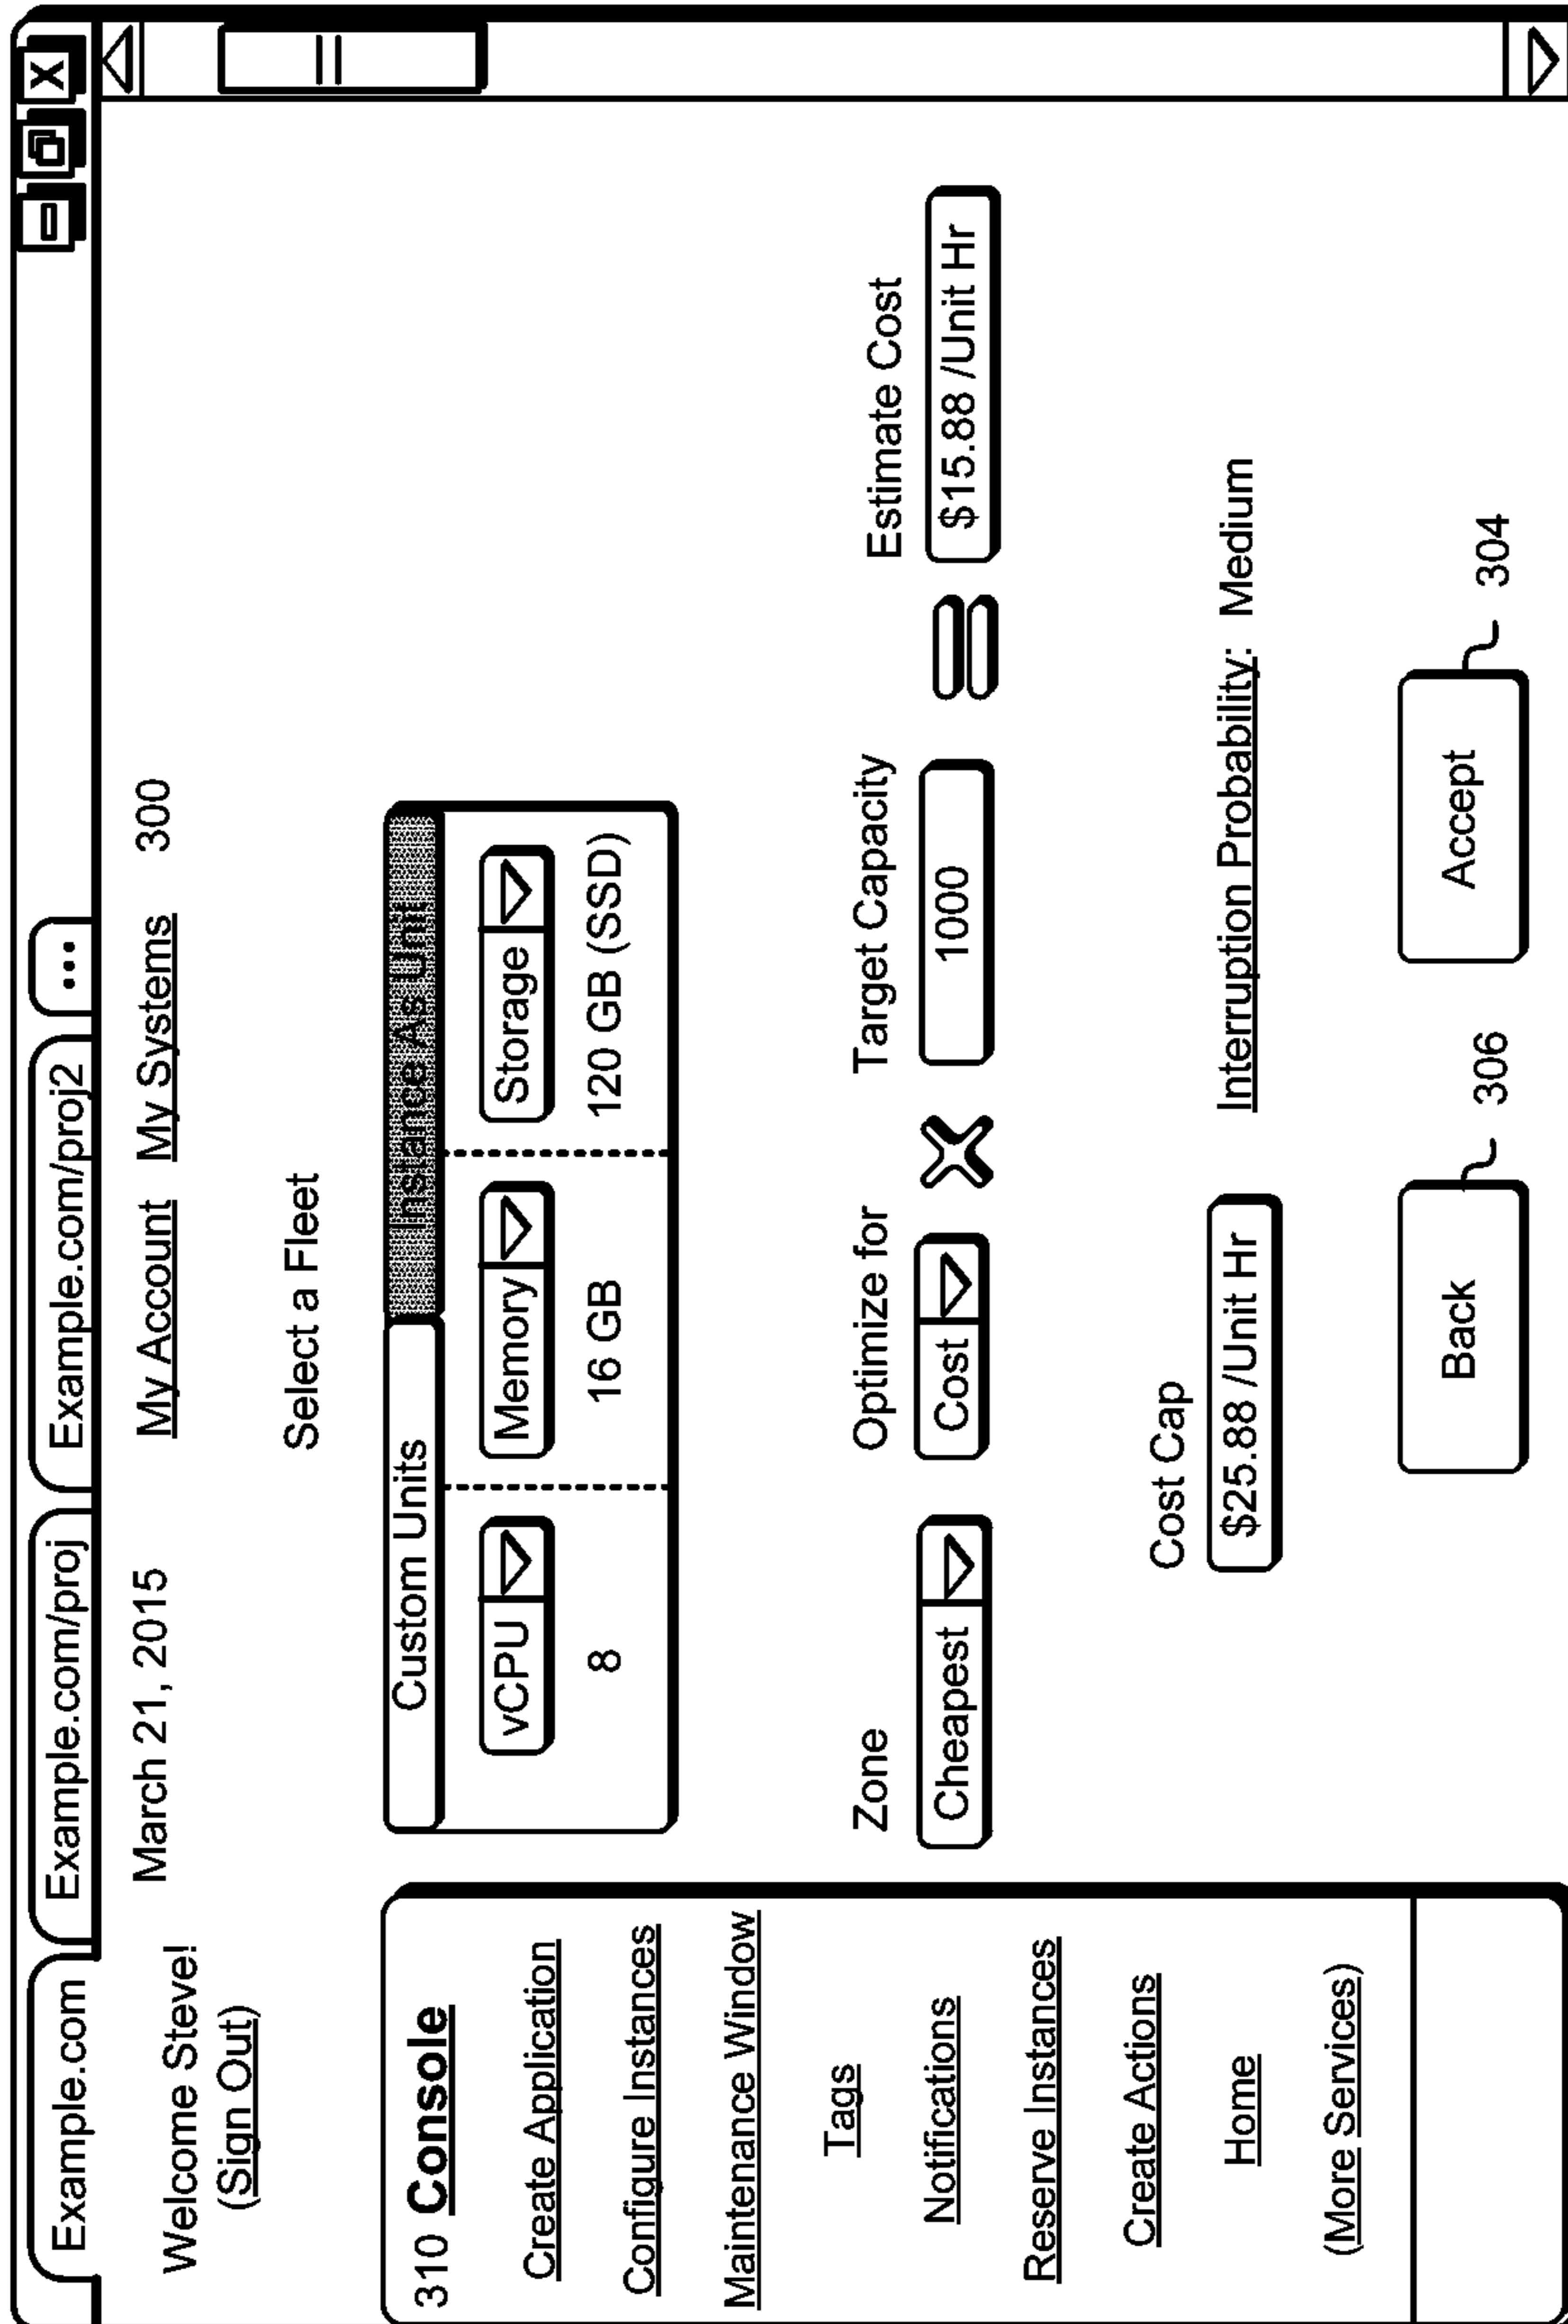 Example.com
Example.com/proj
Example.com/proj2
...
X
Welcome Steve!
(Sign Out)
March 21, 2015
My Account
My Systems
300
310 Console
Create Application
Configure Instances
Maintenance Window
Tags
Notifications
Reserve Instances
Create Actions
Home
(More Services)
Select a Fleet
Custom Units
Instance As Unit
vCPU
Memory
Storage
8
16 GB
120 GB (SSD)
Zone
Optimize for
Target Capacity
Estimate Cost
Cheapest
Cost
1000
$15.88 /Unit Hr
Cost Cap
$25.88 /Unit Hr
Interruption Probability: Medium
Back
306
Accept
304